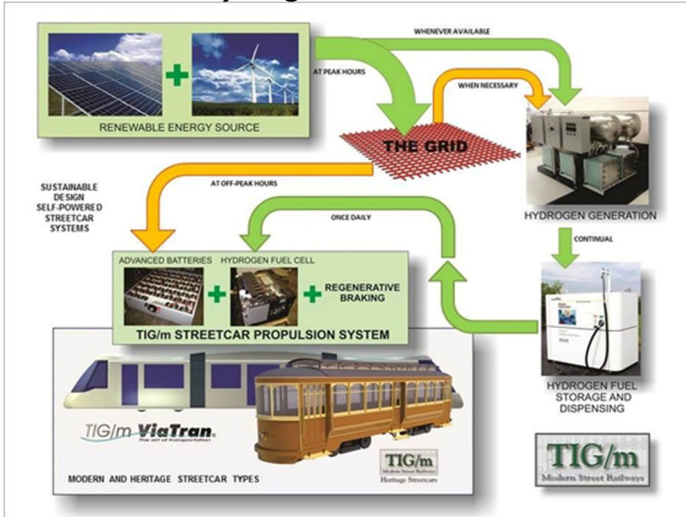 WHENEVER AVAILABLE
AT PEAK HOURS
WHEN NECESSARY
RENEWABLE ENERGY SOURCE
THE GRID
HYDROGEN GENERATION
AT OFF-PEAK HOURS
SUSTAINABLE
DESIGN
SELF-POWERED
STREETCAR
SYSTEMS
ONCE DAILY
CONTINUAL
ADVANCED BATTERIES
HYDROGEN FUEL CELL
REGENERATIVE
BRAKING
TIG/m STREETCAR PROPULSION SYSTEM
HYDROGEN FUEL
STORAGE AND
DISPENSING
TIG/m ViaTran
The art of transportation
TIG/m
Modern Street Railways
Heritage Streetcars
MODERN AND HERITAGE STREETCAR TYPES
TIG/m
Modern Street Railways